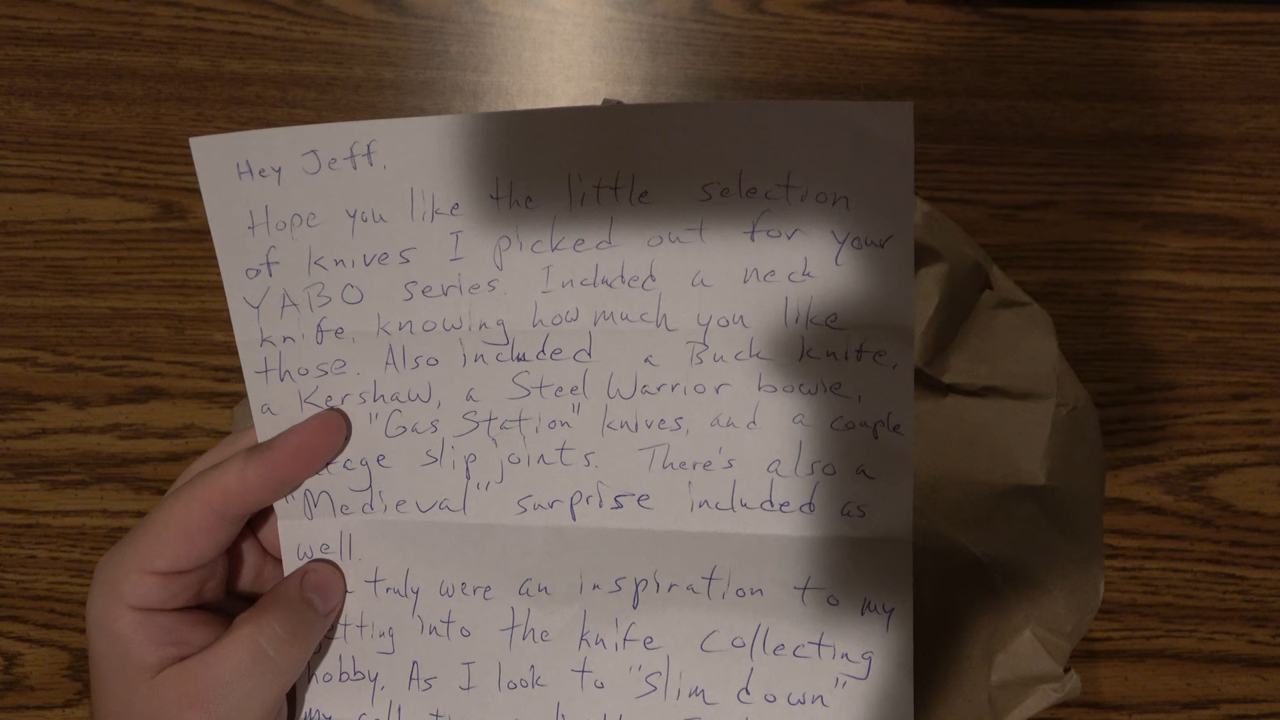 Hey Jeff,
Hope you like the little selection
of knives I picked out for your
YABO series. Included a neck
knife, knowing how much you like
those. Also included a Buck knife,
a Kershaw, a Steel Warrior bowie,
"Gas Station" knives, and a couple
slip joints. There's also a
"Medieval" surprise included as
well.
truly were an inspiration to my
into the knife collecting
hobby. As I look to "slim down"
my